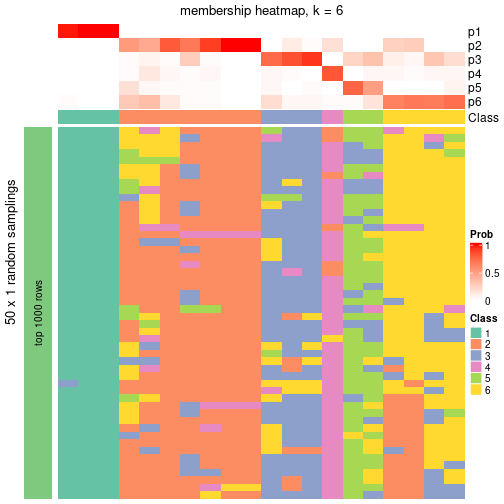 membership heatmap, k = 6
p1
p2
p3
p4
p5
p6
Class
50 x 1 random samplings
top 1000 rows
Prob
1
0.5
0
Class
1
2
3
4
5
6